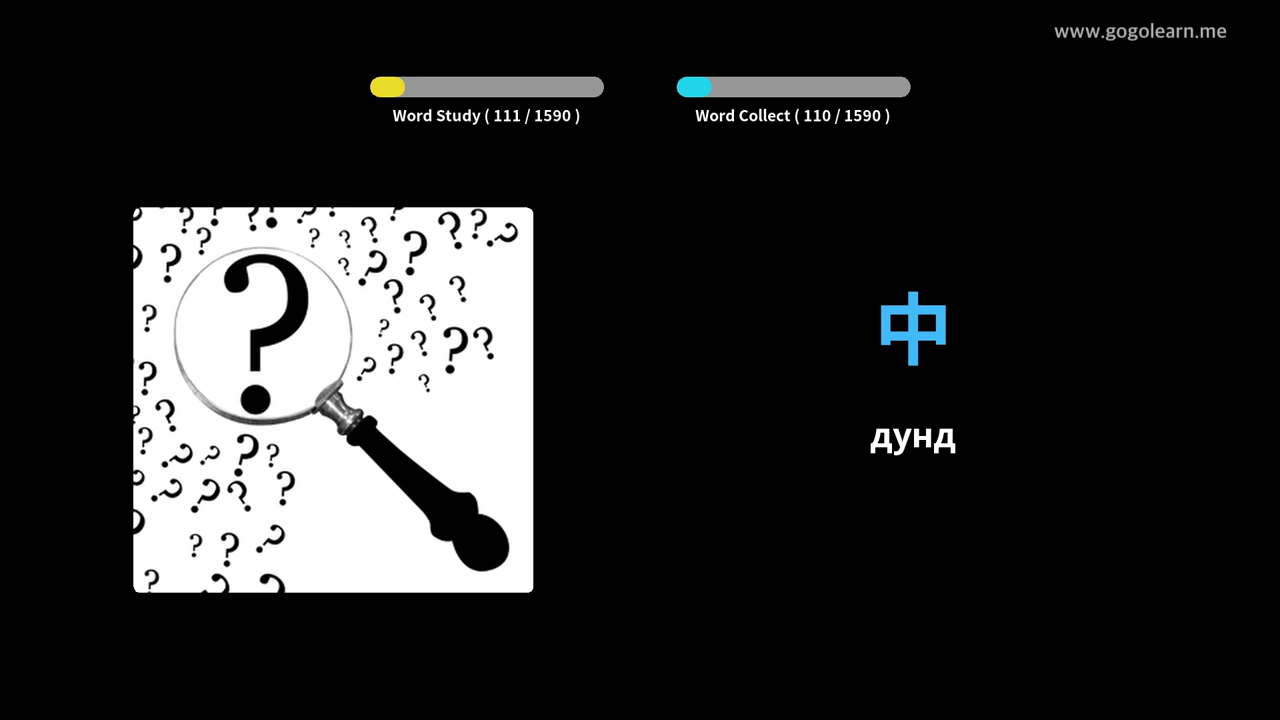 www.gogolearn.me
Word Study ( 111 / 1590 )
Word Collect ( 110 / 1590 )
中
дунд